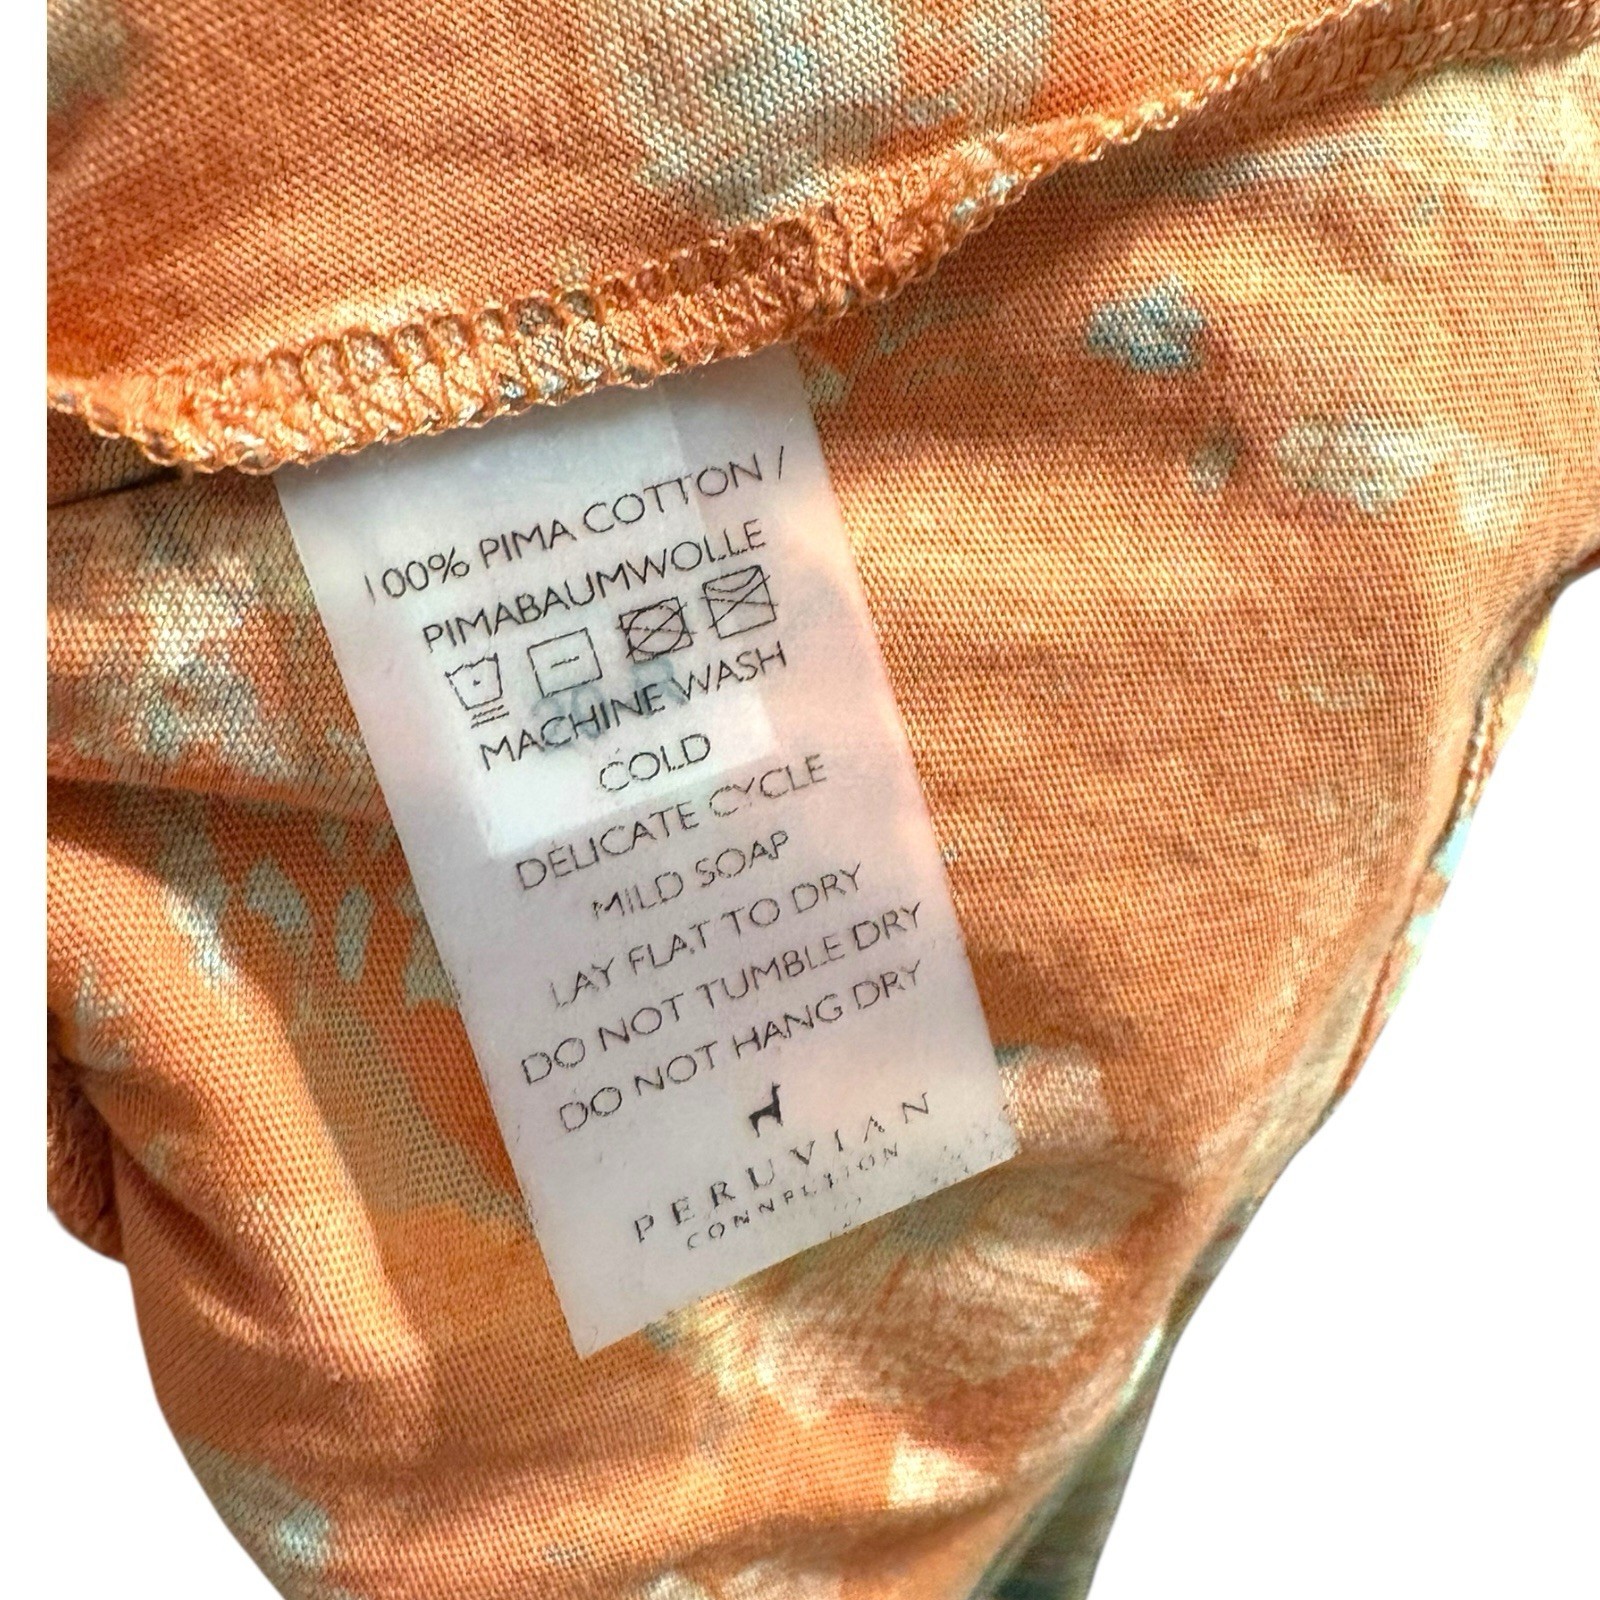 100% PIMA COTTON /
PIMABAUMWOLLE
MACHINE WASH
COLD
DELICATE CYCLE
MILD SOAP
LAY FLAT TO DRY
DO NOT TUMBLE DRY
DO NOT HANG DRY
PERUVIAN
CONNECTION